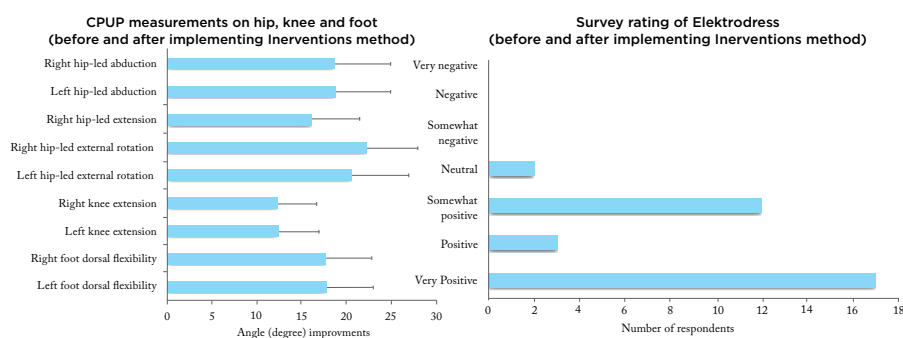 CPUP measurements on hip, knee and foot
(before and after implementing Inerventions method)
Right hip-led abduction
Left hip-led abduction
Right hip-led extension
Right hip-led external rotation
Left hip-led external rotation
Right knee extension
Left knee extension
Right foot dorsal flexibility
Left foot dorsal flexibility
0 5 10 15 20 25 30
Angle (degree) improvments
Survey rating of Elektrodress
(before and after implementing Inerventions method)
Very negative
Negative
Somewhat
negative
Neutral
Somewhat
positive
Positive
Very Positive
0 2 4 6 8 10 12 14 16 18
Number of respondents